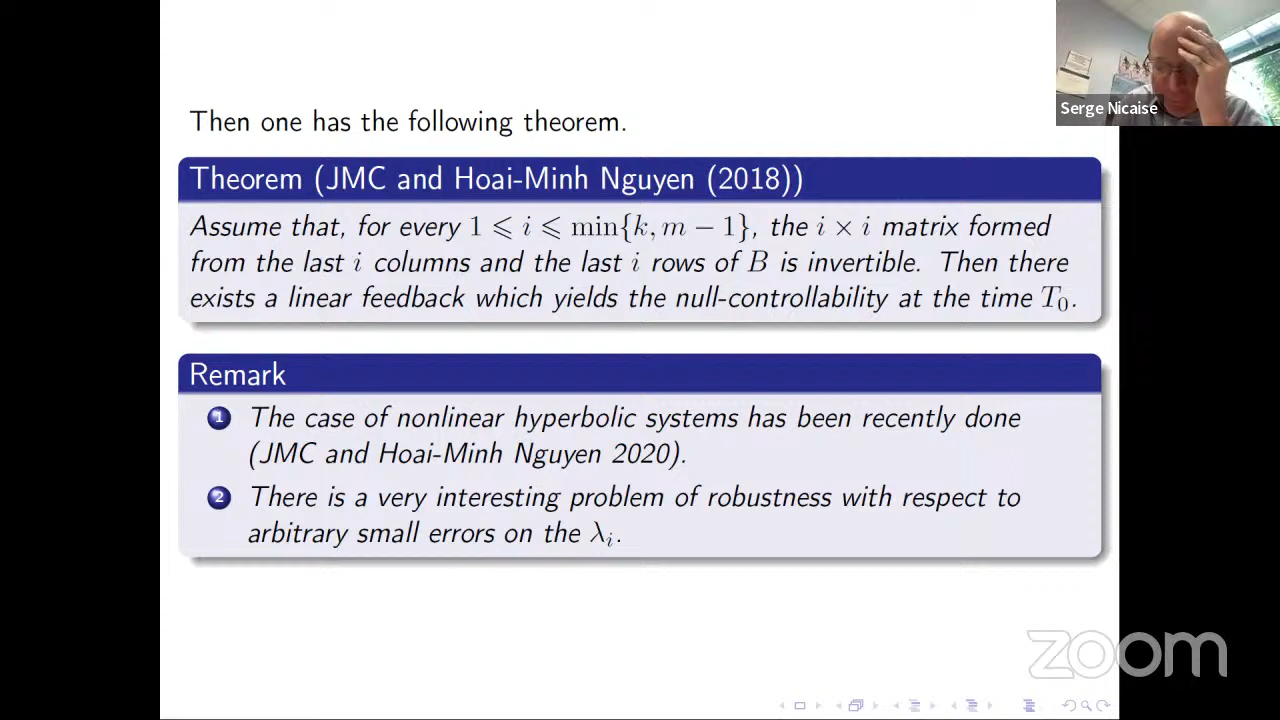 Serge Nicaise
Then one has the following theorem.
Theorem (JMC and Hoai-Minh Nguyen (2018))
Assume that, for every 1 ⩽ i ⩽ min{k, m − 1}, the i × i matrix formed
from the last i columns and the last i rows of B is invertible. Then there
exists a linear feedback which yields the null-controllability at the time T₀.
Remark
1 The case of nonlinear hyperbolic systems has been recently done
(JMC and Hoai-Minh Nguyen 2020).
2 There is a very interesting problem of robustness with respect to
arbitrary small errors on the λᵢ.
zoom